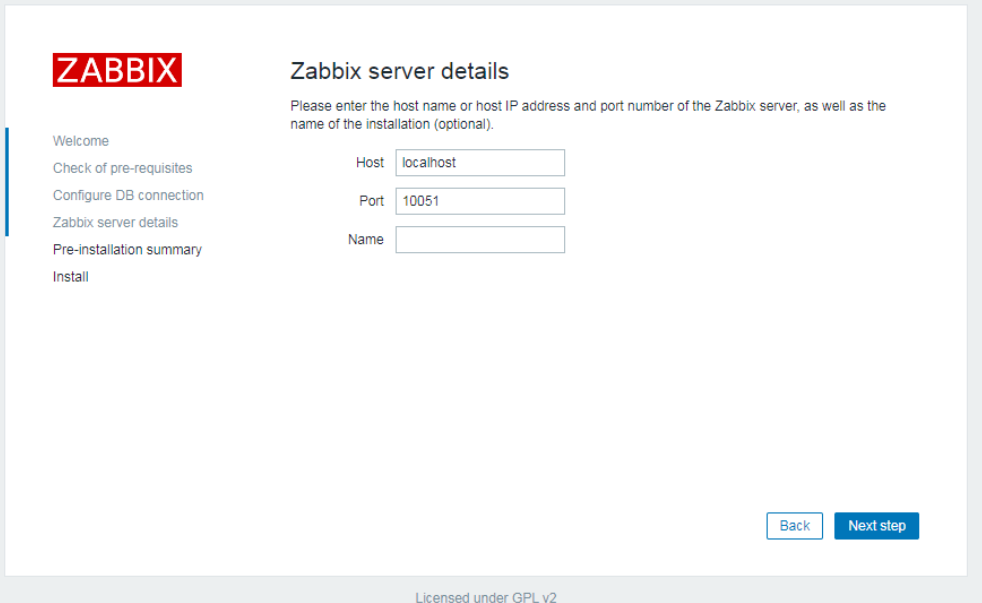 ZABBIX
Welcome
Check of pre-requisites
Configure DB connection
Zabbix server details
Pre-installation summary
Install
Zabbix server details
Please enter the host name or host IP address and port number of the Zabbix server, as well as the
name of the installation (optional).
Host localhost
Port 10051
Name
Back Next step
Licensed under GPL v2